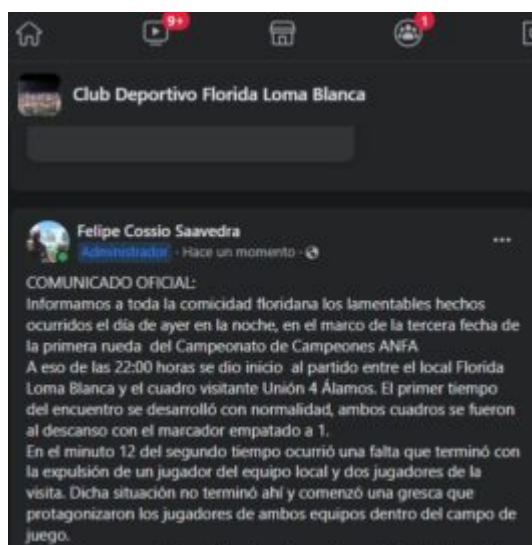 9+
1
Club Deportivo Florida Loma Blanca
Felipe Cossio Saavedra
Administrador · Hace un momento ·
COMUNICADO OFICIAL:
Informamos a toda la comicidad floridana los lamentables hechos
ocurridos el día de ayer en la noche, en el marco de la tercera fecha de
la primera rueda del Campeonato de Campeones ANFA
A eso de las 22:00 horas se dio inicio al partido entre el local Florida
Loma Blanca y el cuadro visitante Unión 4 Álamos. El primer tiempo
del encuentro se desarrolló con normalidad, ambos cuadros se fueron
al descanso con el marcador empatado a 1.
En el minuto 12 del segundo tiempo ocurrió una falta que terminó con
la expulsión de un jugador del equipo local y dos jugadores de la
visita. Dicha situación no terminó ahí y comenzó una gresca que
protagonizaron los jugadores de ambos equipos dentro del campo de
juego.